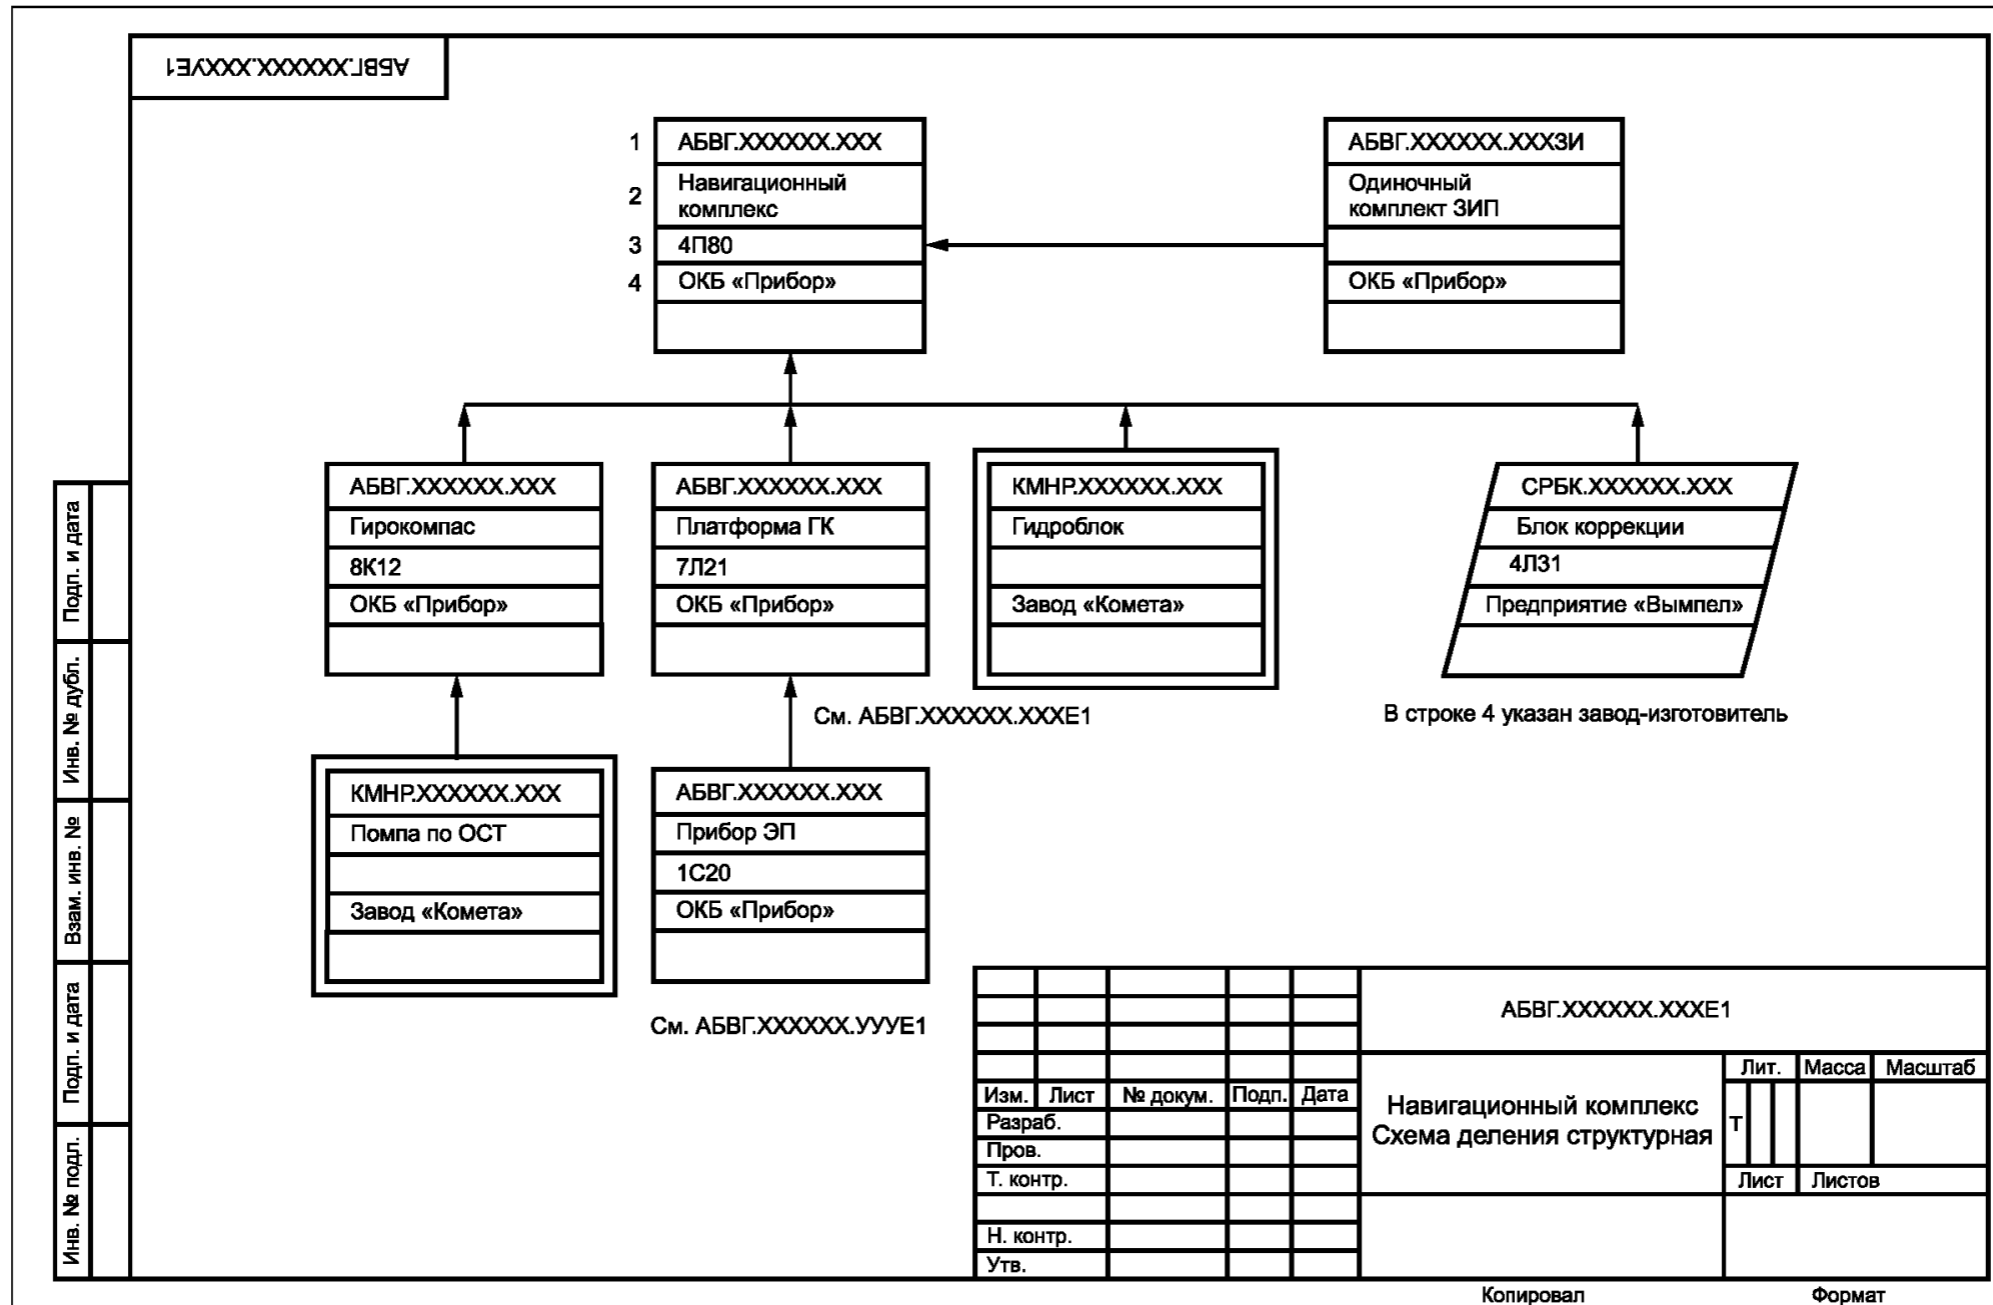 АБВГ.XXXXXX.XXXУЕ1
1 АБВГ.XXXXXX.XXX
2 Навигационный
комплекс
3 4П80
4 ОКБ «Прибор»
АБВГ.XXXXXX.XXXЗИ
Одиночный
комплект ЗИП
ОКБ «Прибор»
АБВГ.XXXXXX.XXX
Гирокомпас
8К12
ОКБ «Прибор»
АБВГ.XXXXXX.XXX
Платформа ГК
7Л21
ОКБ «Прибор»
КМНР.XXXXXX.XXX
Гидроблок
Завод «Комета»
СРБК.XXXXXX.XXX
Блок коррекции
4Л31
Предприятие «Вымпел»
См. АБВГ.XXXXXX.XXXЕ1
В строке 4 указан завод-изготовитель
КМНР.XXXXXX.XXX
Помпа по ОСТ
Завод «Комета»
АБВГ.XXXXXX.XXX
Прибор ЭП
1С20
ОКБ «Прибор»
См. АБВГ.XXXXXX.УУУЕ1
Подп. и дата
Инв. № дубл.
Взам. инв. №
Подп. и дата
Инв. № подл.
АБВГ.XXXXXX.XXXЕ1
Изм. Лист № докум. Подп. Дата
Разраб.
Пров.
Т. контр.
Н. контр.
Утв.
Навигационный комплекс
Схема деления структурная
Лит. Масса Масштаб
Т
Лист Листов
Копировал Формат